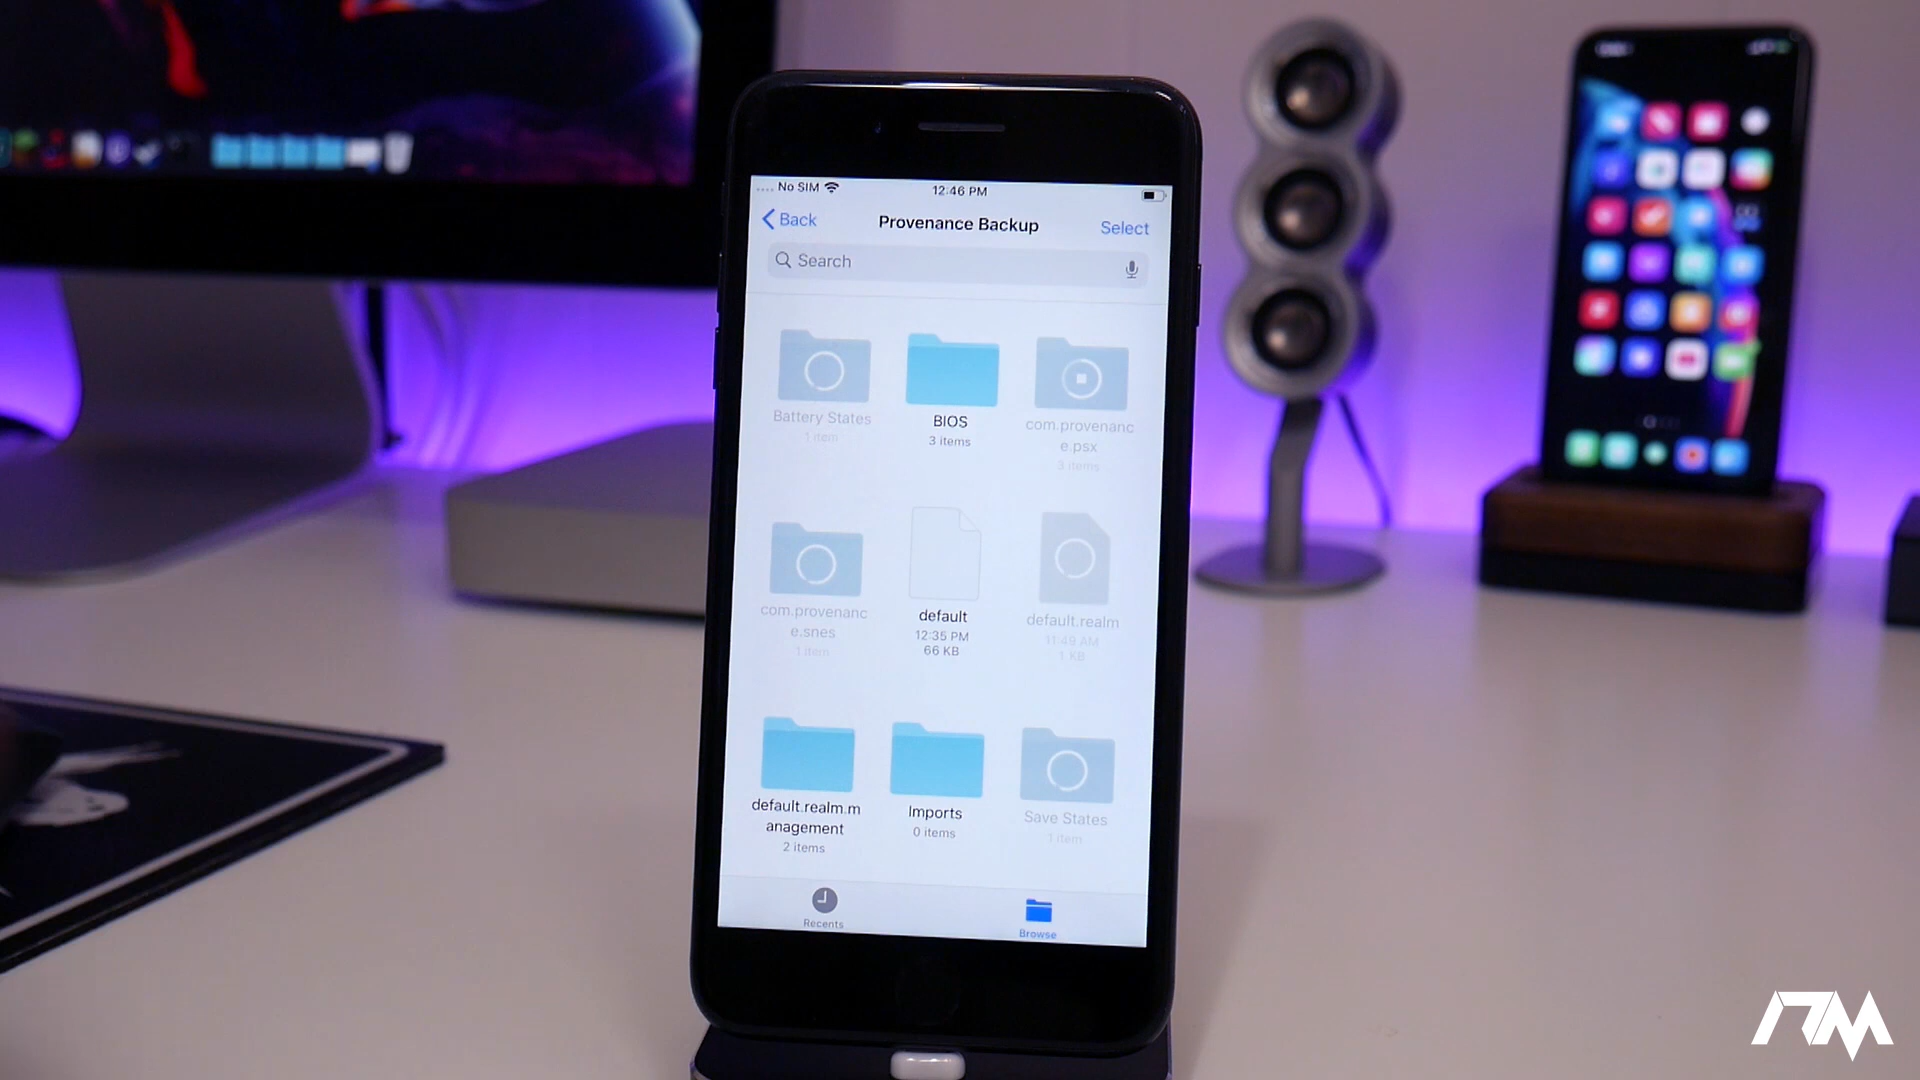 No SIM
12:46 PM
Back
Provenance Backup
Select
Search
Battery States
1 item
BIOS
3 items
com.provenanc
e.psx
3 items
com.provenanc
e.snes
1 item
default
12:35 PM
66 KB
default.realm
11:49 AM
1 KB
default.realm.m
anagement
2 items
Imports
0 items
Save States
1 item
Recents
Browse